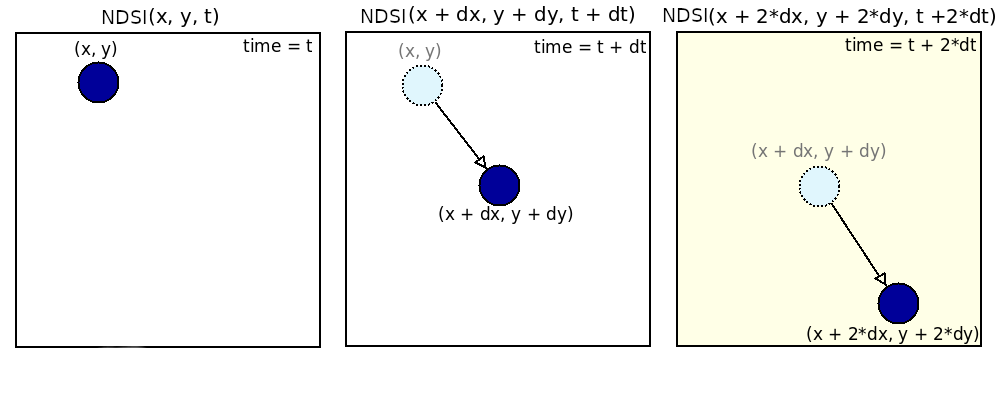 NDSI(x, y, t)
time = t
(x, y)
NDSI(x + dx, y + dy, t + dt)
time = t + dt
(x, y)
(x + dx, y + dy)
NDSI(x + 2*dx, y + 2*dy, t +2*dt)
time = t + 2*dt
(x + dx, y + dy)
(x + 2*dx, y + 2*dy)